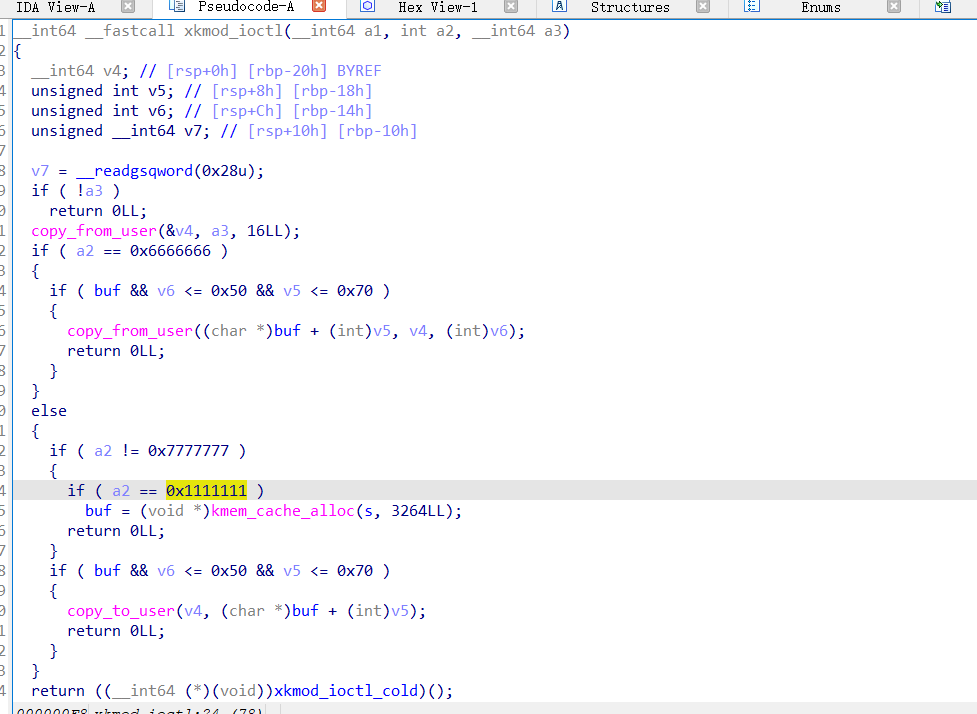 IDA View-A Pseudocode-A Hex View-1 Structures Enums
1 __int64 __fastcall xkmod_ioctl(__int64 a1, int a2, __int64 a3)
2 {
3 __int64 v4; // [rsp+0h] [rbp-20h] BYREF
4 unsigned int v5; // [rsp+8h] [rbp-18h]
5 unsigned int v6; // [rsp+Ch] [rbp-14h]
6 unsigned __int64 v7; // [rsp+10h] [rbp-10h]
7
8 v7 = __readgsqword(0x28u);
9 if ( !a3 )
0 return 0LL;
1 copy_from_user(&v4, a3, 16LL);
2 if ( a2 == 0x6666666 )
3 {
4 if ( buf && v6 <= 0x50 && v5 <= 0x70 )
5 {
6 copy_from_user((char *)buf + (int)v5, v4, (int)v6);
7 return 0LL;
8 }
9 }
0 else
1 {
2 if ( a2 != 0x7777777 )
3 {
4 if ( a2 == 0x1111111 )
5 buf = (void *)kmem_cache_alloc(s, 3264LL);
6 return 0LL;
7 }
8 if ( buf && v6 <= 0x50 && v5 <= 0x70 )
9 {
0 copy_to_user(v4, (char *)buf + (int)v5);
1 return 0LL;
2 }
3 }
4 return ((__int64 (*)(void))xkmod_ioctl_cold)();